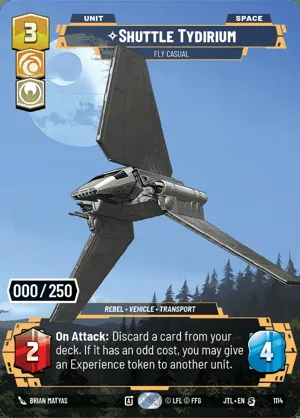 UNIT
SPACE
3
SHUTTLE TYDIRIUM
FLY CASUAL
000/250
REBEL • VEHICLE • TRANSPORT
2
On Attack: Discard a card from your
deck. If it has an odd cost, you may give
an Experience token to another unit.
4
BRIAN MATYAS
© LFL © FFG
JTL • EN
1114